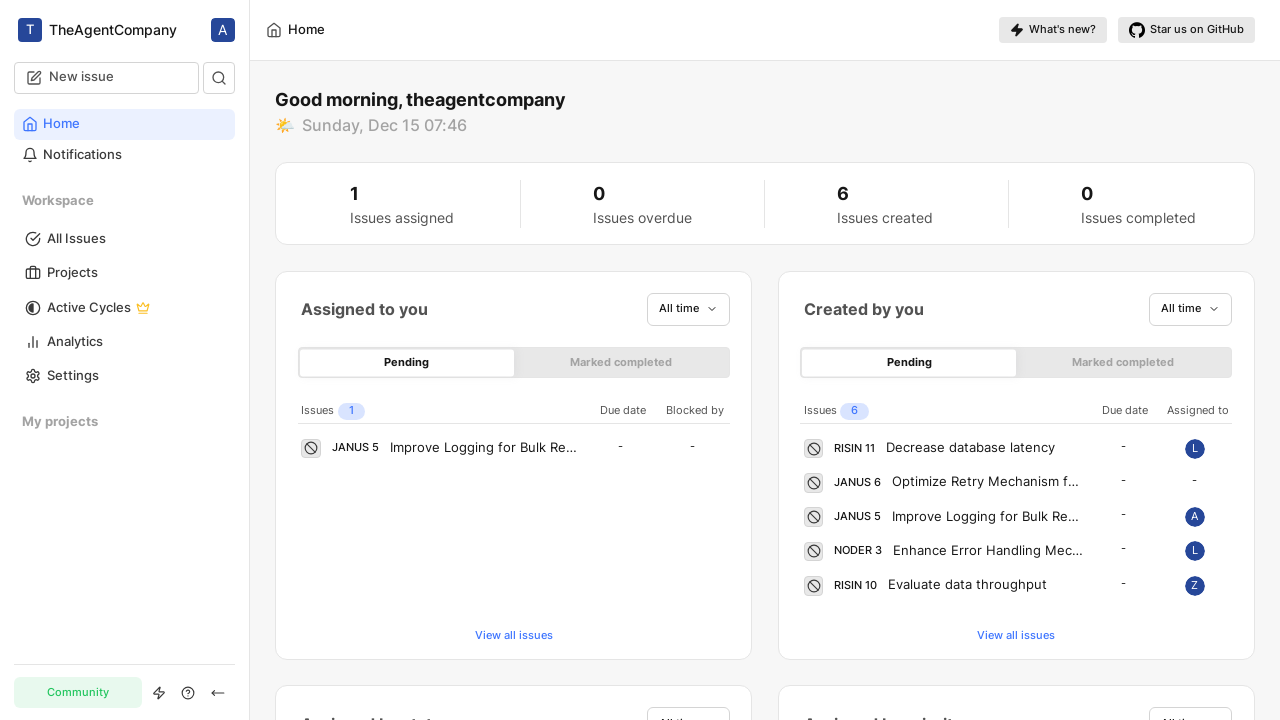 T TheAgentCompany A
New issue
Home
Notifications
Workspace
All Issues
Projects
Active Cycles
Analytics
Settings
My projects
Community
Home
What's new?
Star us on GitHub
Good morning, theagentcompany
Sunday, Dec 15 07:46
1
Issues assigned
0
Issues overdue
6
Issues created
0
Issues completed
Assigned to you
All time
Pending
Marked completed
Issues 1 Due date Blocked by
JANUS 5 Improve Logging for Bulk Re... - -
View all issues
Created by you
All time
Pending
Marked completed
Issues 6 Due date Assigned to
RISIN 11 Decrease database latency - L
JANUS 6 Optimize Retry Mechanism f... - -
JANUS 5 Improve Logging for Bulk Re... - A
NODER 3 Enhance Error Handling Mec... - L
RISIN 10 Evaluate data throughput - Z
View all issues